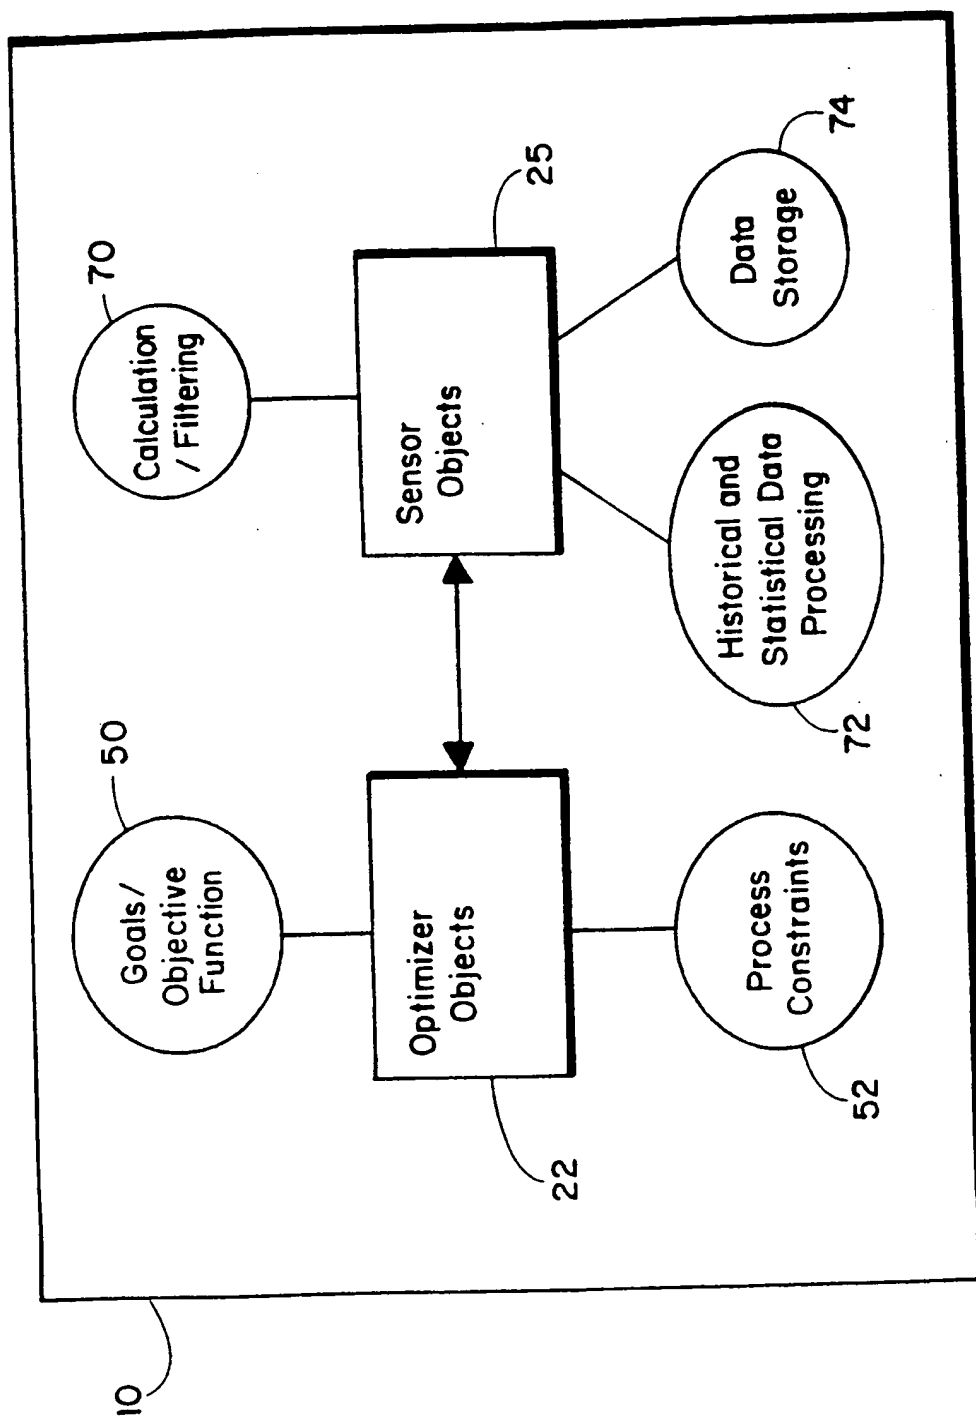 10
50
Goals/
Objective
Function
70
Calculation
/ Filtering
22
Optimizer
Objects
25
Sensor
Objects
52
Process
Constraints
72
Historical and
Statistical Data
Processing
74
Data
Storage